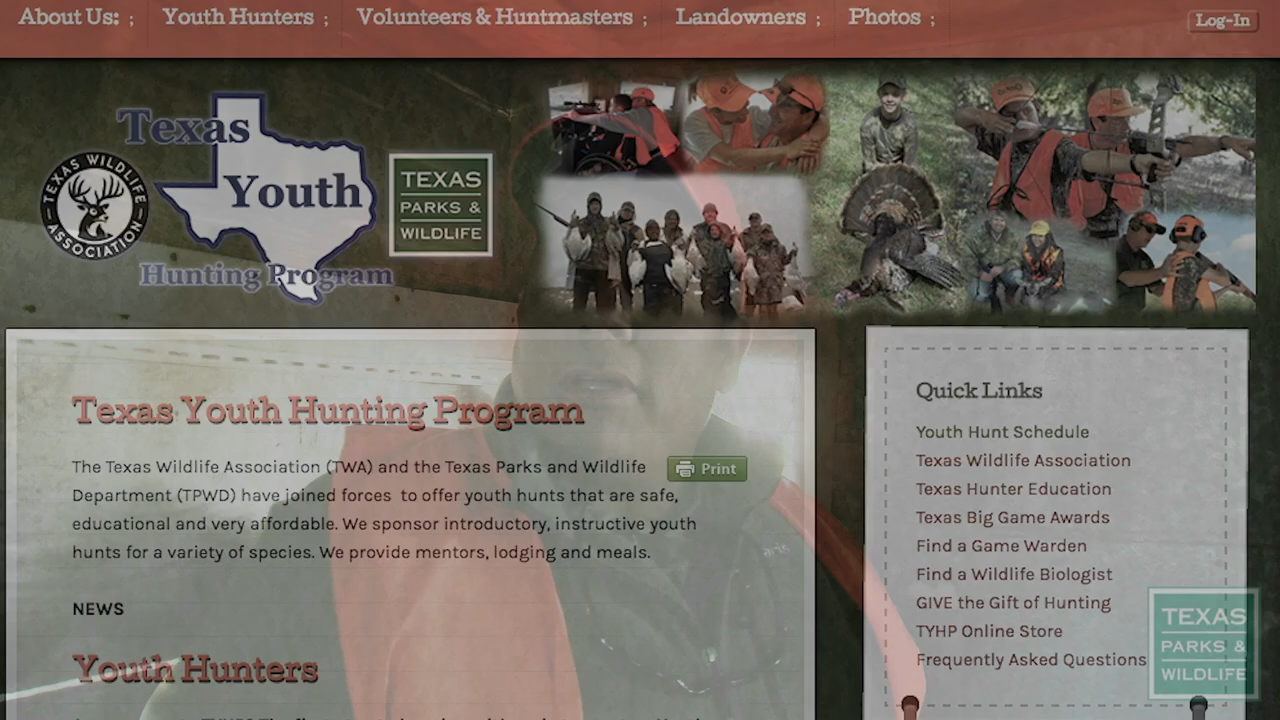 About Us: ; Youth Hunters ; Volunteers & Huntmasters ; Landowners ; Photos ; Log-In
TEXAS WILDLIFE ASSOCIATION
Texas
Youth
Hunting Program
TEXAS
PARKS &
WILDLIFE
Texas Youth Hunting Program
The Texas Wildlife Association (TWA) and the Texas Parks and Wildlife
Department (TPWD) have joined forces to offer youth hunts that are safe,
educational and very affordable. We sponsor introductory, instructive youth
hunts for a variety of species. We provide mentors, lodging and meals.
Print
NEWS
Youth Hunters
Quick Links
Youth Hunt Schedule
Texas Wildlife Association
Texas Hunter Education
Texas Big Game Awards
Find a Game Warden
Find a Wildlife Biologist
GIVE the Gift of Hunting
TYHP Online Store
Frequently Asked Questions
TEXAS
PARKS &
WILDLIFE